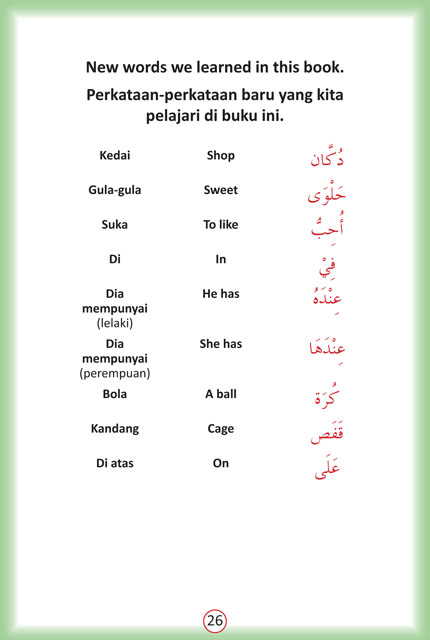 New words we learned in this book.
Perkataan-perkataan baru yang kita
pelajari di buku ini.
Kedai Shop دُكَّان
Gula-gula Sweet حَلْوَى
Suka To like أُحِبُّ
Di In فِيْ
Dia He has عِنْدَهُ
mempunyai
(lelaki)
Dia She has عِنْدَهَا
mempunyai
(perempuan)
Bola A ball كُرَة
Kandang Cage قَفَص
Di atas On عَلَى
26